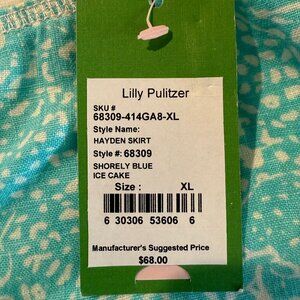 Lilly Pulitzer
SKU #
68309-414GA8-XL
Style Name:
HAYDEN SKIRT
Style #: 68309
SHORELY BLUE
ICE CAKE
Size : XL
6 30306 53606 6
Manufacturer's Suggested Price
$68.00